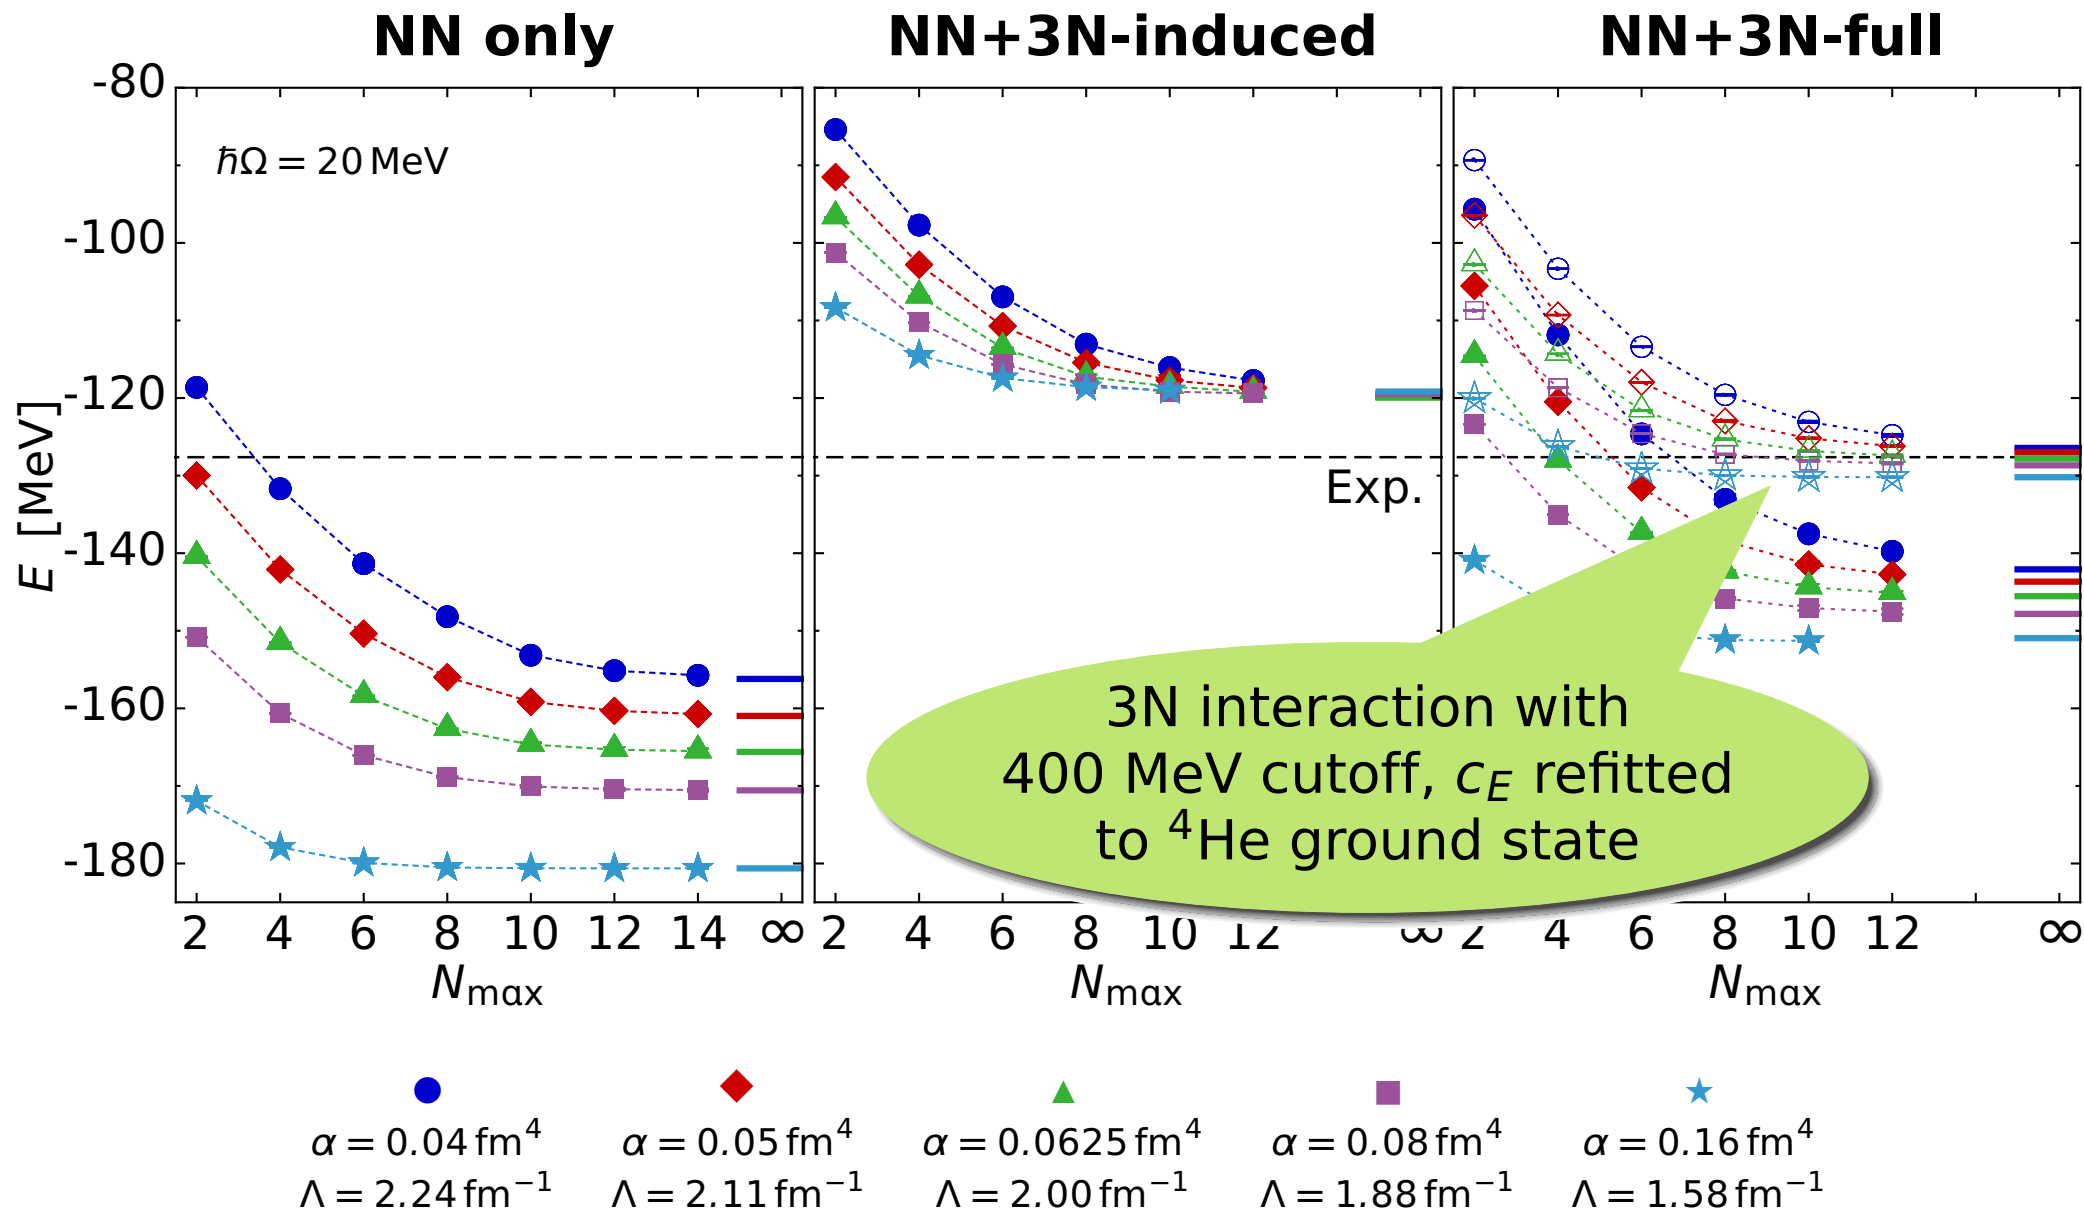 NN only
NN+3N-induced
NN+3N-full
-80
-100
-120
-140
-160
-180
E [MeV]
ℏΩ = 20 MeV
Exp.
3N interaction with
400 MeV cutoff, c_E refitted
to ⁴He ground state
2 4 6 8 10 12 14 ∞
2 4 6 8 10 12 ∞
2 4 6 8 10 12 ∞
N_max
N_max
N_max
α = 0.04 fm⁴
α = 0.05 fm⁴
α = 0.0625 fm⁴
α = 0.08 fm⁴
α = 0.16 fm⁴
Λ = 2.24 fm⁻¹
Λ = 2.11 fm⁻¹
Λ = 2.00 fm⁻¹
Λ = 1.88 fm⁻¹
Λ = 1.58 fm⁻¹